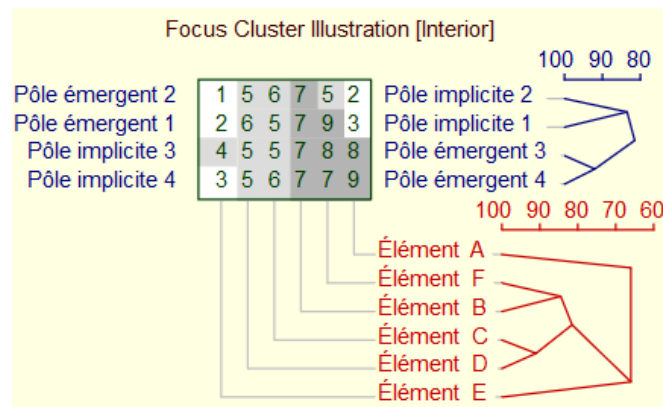 Focus Cluster Illustration [Interior]
100 90 80
Pôle émergent 2 1 5 6 7 5 2 Pôle implicite 2
Pôle émergent 1 2 6 5 7 9 3 Pôle implicite 1
Pôle implicite 3 4 5 5 7 8 8 Pôle émergent 3
Pôle implicite 4 3 5 6 7 7 9 Pôle émergent 4
100 90 80 70 60
Élément A
Élément F
Élément B
Élément C
Élément D
Élément E